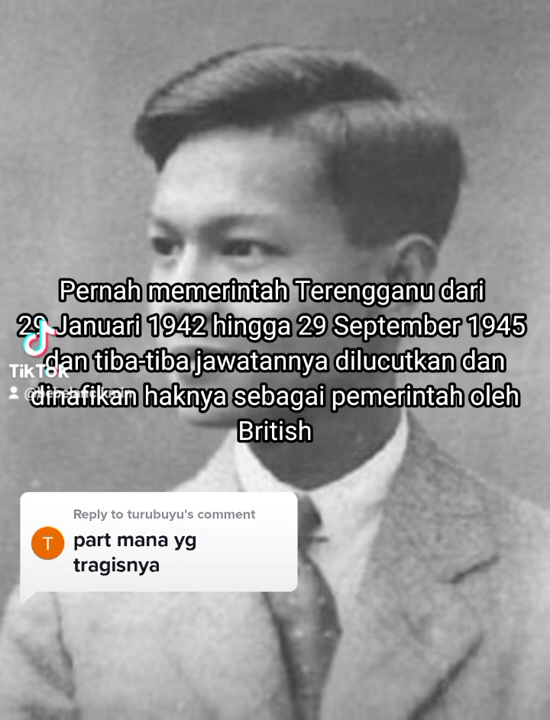 Pernah memerintah Terengganu dari
29 Januari 1942 hingga 29 September 1945
dan tiba-tiba jawatannya dilucutkan dan
dinafikan haknya sebagai pemerintah oleh
British
TikTok
Reply to turubuyu's comment
T
part mana yg
tragisnya